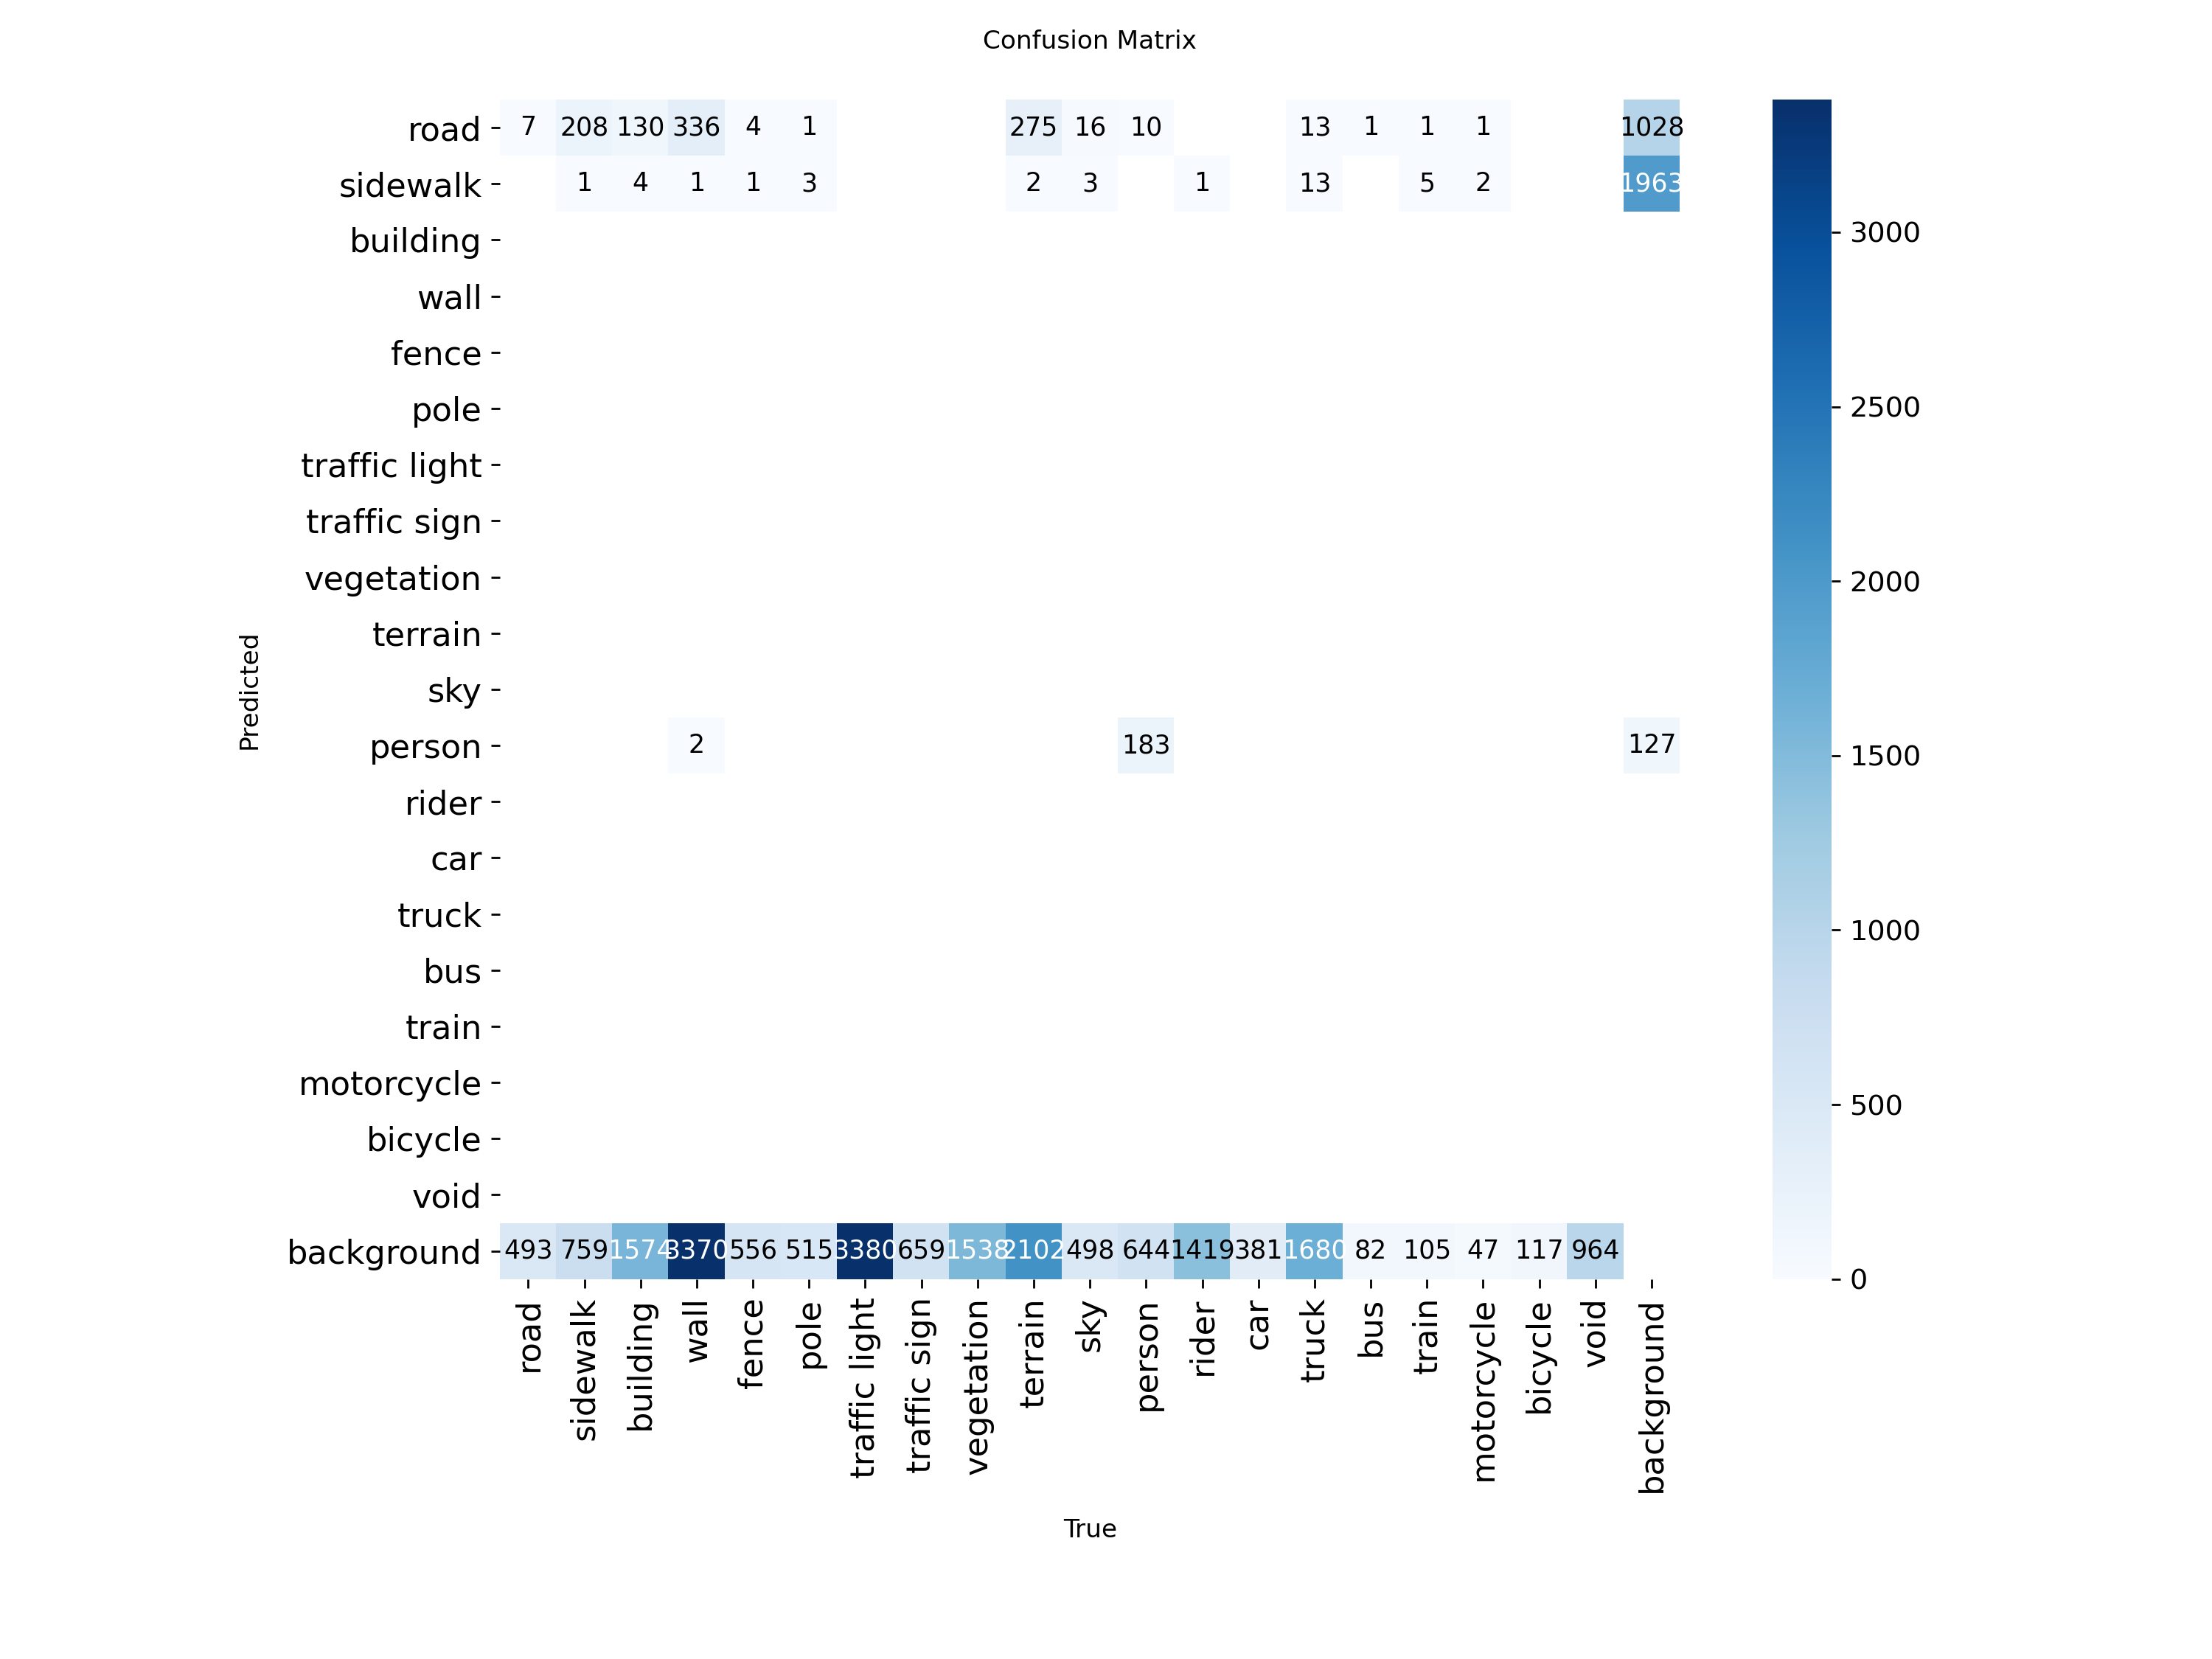 Confusion Matrix
road 7 208 130 336 4 1 275 16 10 13 1 1 1 1028
sidewalk 1 4 1 1 3 2 3 1 13 5 2 1963
building
wall
fence
pole
traffic light
traffic sign
vegetation
terrain
sky
person 2 183 127
rider
car
truck
bus
train
motorcycle
bicycle
void
background 493 759 1574 3370 556 515 3380 659 1538 2102 498 644 1419 381 1680 82 105 47 117 964
road sidewalk building wall fence pole traffic light traffic sign vegetation terrain sky person rider car truck bus train motorcycle bicycle void background
True
Predicted
3000
2500
2000
1500
1000
500
0